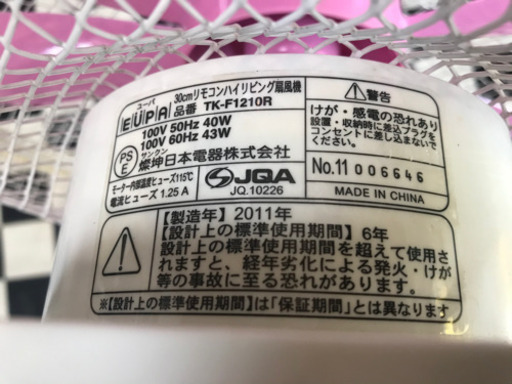 ユーパ
EUPA
30cmリモコンハイリビング扇風機
品番 TK-F1210R
100V 50Hz 40W
100V 60Hz 43W
PS
E
サンクン
燦坤日本電器株式会社
モーター内蔵温度ヒューズ115℃
電流ヒューズ1.25A
JQA
JQ.10226
⚠警告
けが・感電の恐れあり
設置・収納時に差込プラグを
コンセントに差し込まないで
No.11 006646
MADE IN CHINA
【製造年】2011年
【設計上の標準使用期間】6年
設計上の標準使用期間を超えて使用さ
れますと、経年劣化による発火・けが
等の事故に至る恐れがあります。
※【設計上の標準使用期間】は「保証期間」とは異なります